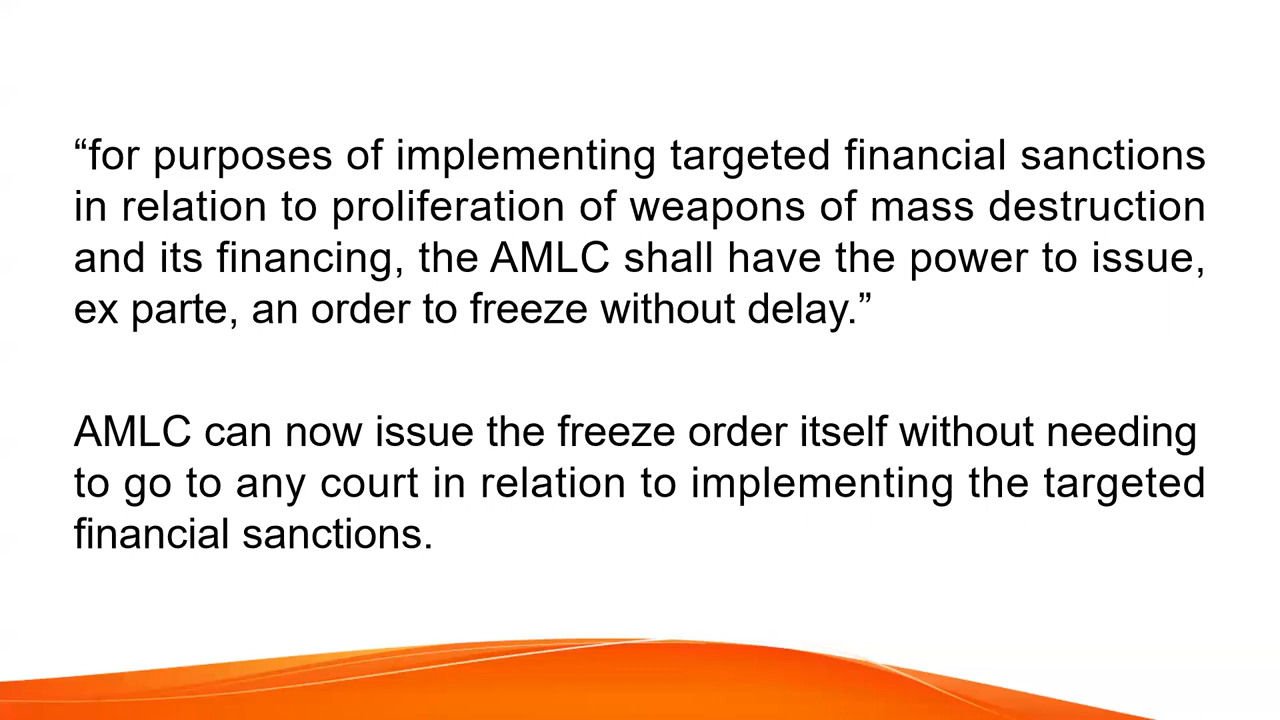 “for purposes of implementing targeted financial sanctions
in relation to proliferation of weapons of mass destruction
and its financing, the AMLC shall have the power to issue,
ex parte, an order to freeze without delay.”
AMLC can now issue the freeze order itself without needing
to go to any court in relation to implementing the targeted
financial sanctions.